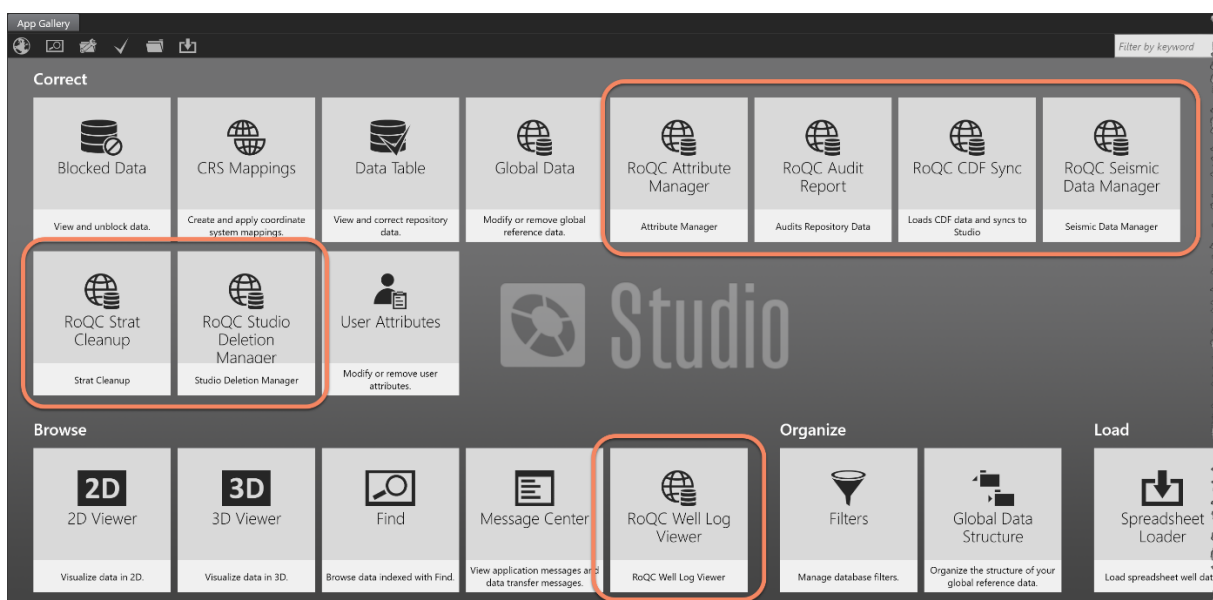 App Gallery
Filter by keyword
Correct
Blocked Data
View and unblock data.
CRS Mappings
Create and apply coordinate
system mappings.
Data Table
View and correct repository
data.
Global Data
Modify or remove global
reference data.
RoQC Attribute
Manager
Attribute Manager
RoQC Audit
Report
Audits Repository Data
RoQC CDF Sync
Loads CDF data and syncs to
Studio
RoQC Seismic
Data Manager
Seismic Data Manager
RoQC Strat
Cleanup
Strat Cleanup
RoQC Studio
Deletion
Manager
Studio Deletion Manager
User Attributes
Modify or remove user
attributes.
Studio
Browse
2D
2D Viewer
Visualize data in 2D.
3D
3D Viewer
Visualize data in 3D.
Find
Browse data indexed with Find.
Message Center
View application messages and
data transfer messages.
RoQC Well Log
Viewer
RoQC Well Log Viewer
Organize
Filters
Manage database filters.
Global Data
Structure
Organize the structure of your
global reference data.
Load
Spreadsheet
Loader
Load spreadsheet well dat